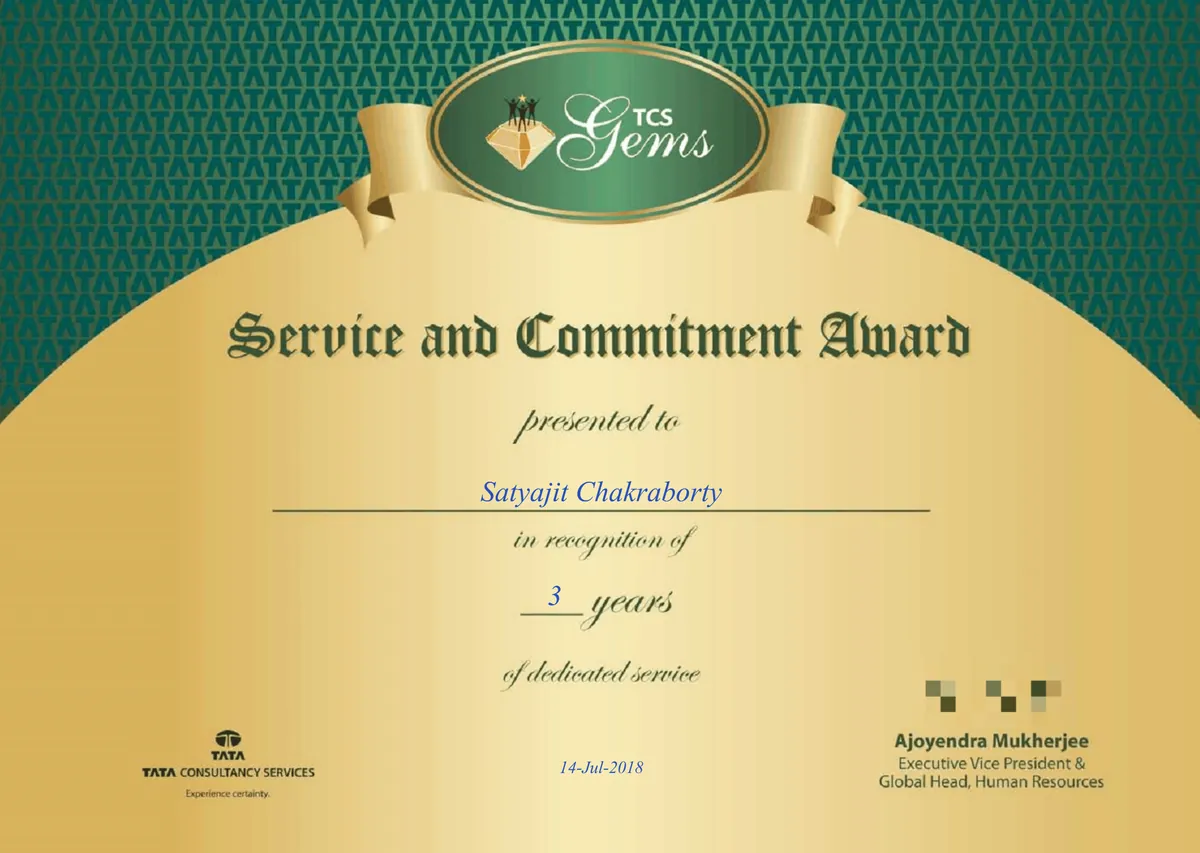 TCS
Gems
Service and Commitment Award
presented to
Satyajit Chakraborty
in recognition of
3 years
of dedicated service
TATA
TATA CONSULTANCY SERVICES
Experience certainty.
14-Jul-2018
Ajoyendra Mukherjee
Executive Vice President &
Global Head, Human Resources